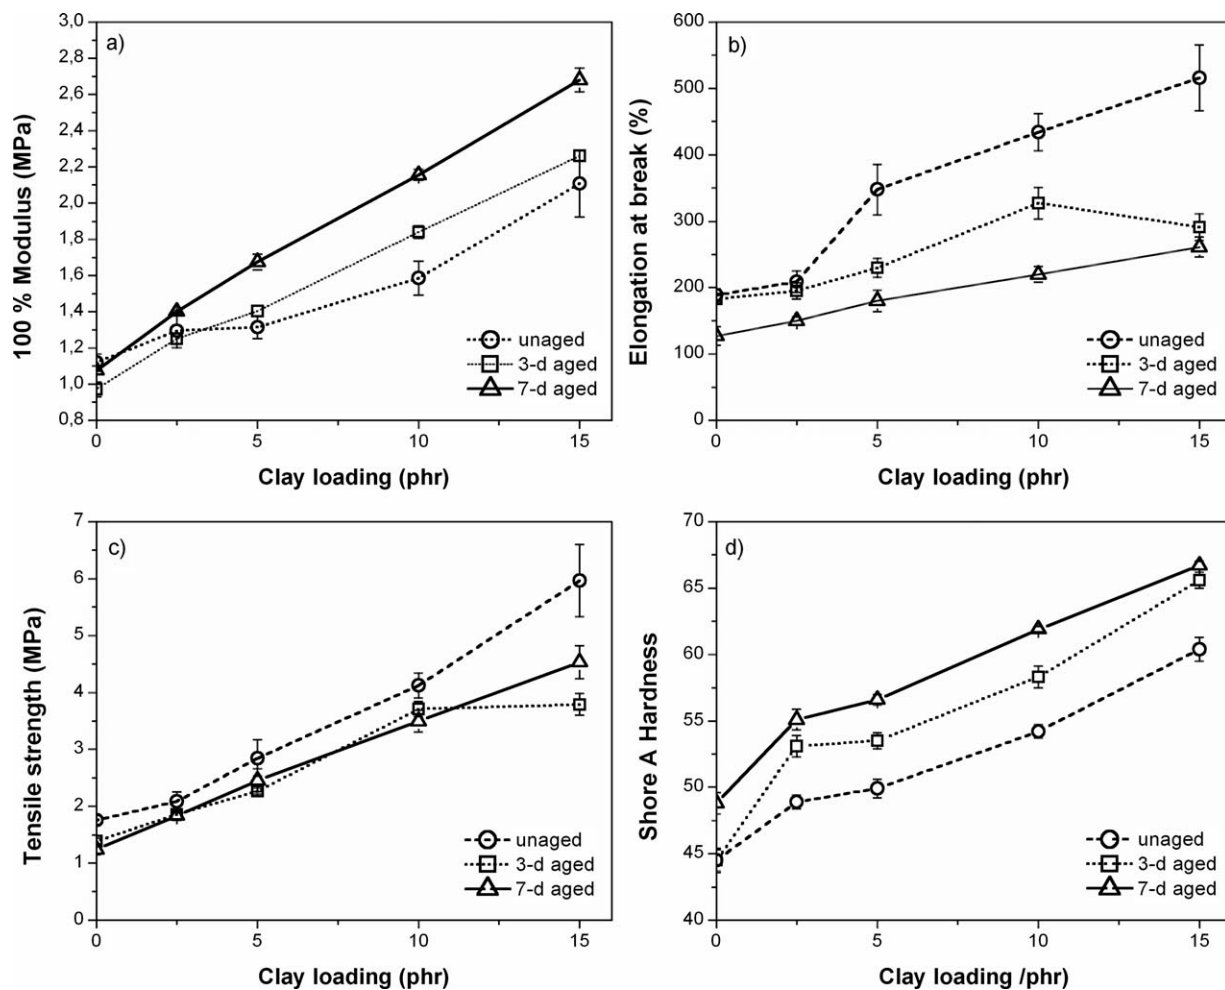 a)
100 % Modulus (MPa)
3,0
2,8
2,6
2,4
2,2
2,0
1,8
1,6
1,4
1,2
1,0
0,8
0 5 10 15
Clay loading (phr)
unaged
3-d aged
7-d aged
b)
Elongation at break (%)
600
500
400
300
200
100
0
0 5 10 15
Clay loading (phr)
unaged
3-d aged
7-d aged
c)
Tensile strength (MPa)
7
6
5
4
3
2
1
0
0 5 10 15
Clay loading (phr)
unaged
3-d aged
7-d aged
d)
Shore A Hardness
70
65
60
55
50
45
40
0 5 10 15
Clay loading /phr)
unaged
3-d aged
7-d aged